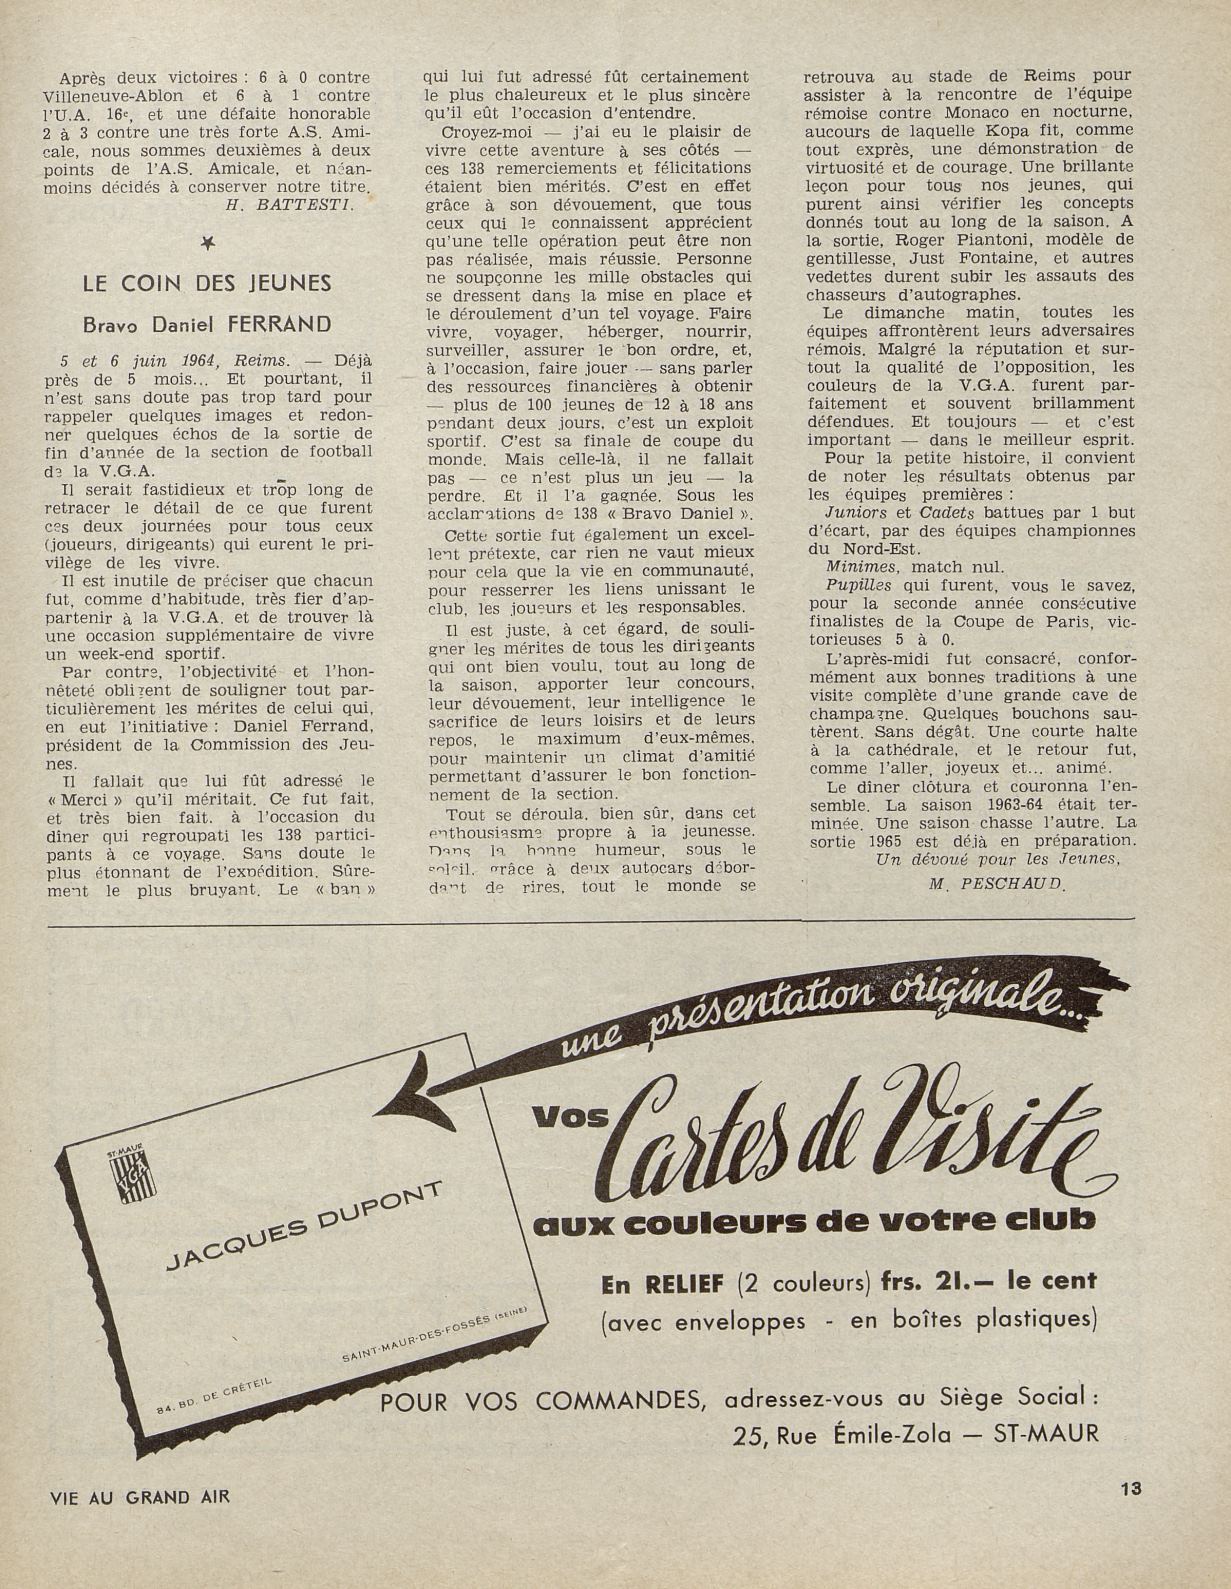 Après deux victoires : 6 à 0 contre
Villeneuve-Ablon et 6 à 1 contre
l'U.A. 16e, et une défaite honorable
2 à 3 contre une très forte A.S. Ami-
cale, nous sommes deuxièmes à deux
points de l'A.S. Amicale, et néan-
moins décidés à conserver notre titre.
H. BATTESTI.
LE COIN DES JEUNES
Bravo Daniel FERRAND
5 et 6 juin 1964, Reims. — Déjà
près de 5 mois... Et pourtant, il
n'est sans doute pas trop tard pour
rappeler quelques images et redon-
ner quelques échos de la sortie de
fin d'année de la section de football
de la V.G.A.
Il serait fastidieux et trop long de
retracer le détail de ce que furent
ces deux journées pour tous ceux
(joueurs, dirigeants) qui eurent le pri-
vilège de les vivre.
Il est inutile de préciser que chacun
fut, comme d'habitude, très fier d'ap-
partenir à la V.G.A. et de trouver là
une occasion supplémentaire de vivre
un week-end sportif.
Par contre, l'objectivité et l'hon-
nêteté obligent de souligner tout par-
ticulièrement les mérites de celui qui,
en eut l'initiative : Daniel Ferrand,
président de la Commission des Jeu-
nes.
Il fallait que lui fût adressé le
« Merci » qu'il méritait. Ce fut fait,
et très bien fait. à l'occasion du
dîner qui regroupati les 138 partici-
pants à ce voyage. Sans doute le
plus étonnant de l'expédition. Sûre-
ment le plus bruyant. Le « ban »
qui lui fut adressé fût certainement
le plus chaleureux et le plus sincère
qu'il eût l'occasion d'entendre.
Croyez-moi — j'ai eu le plaisir de
vivre cette aventure à ses côtés —
ces 138 remerciements et félicitations
étaient bien mérités. C'est en effet
grâce à son dévouement, que tous
ceux qui le connaissent apprécient
qu'une telle opération peut être non
pas réalisée, mais réussie. Personne
ne soupçonne les mille obstacles qui
se dressent dans la mise en place et
le déroulement d'un tel voyage. Faire
vivre, voyager, héberger, nourrir,
surveiller, assurer le bon ordre, et,
à l'occasion, faire jouer — sans parler
des ressources financières à obtenir
— plus de 100 jeunes de 12 à 18 ans
pendant deux jours, c'est un exploit
sportif. C'est sa finale de coupe du
monde. Mais celle-là, il ne fallait
pas — ce n'est plus un jeu — la
perdre. Et il l'a gagnée. Sous les
acclamations de 138 « Bravo Daniel ».
Cette sortie fut également un excel-
lent prétexte, car rien ne vaut mieux
pour cela que la vie en communauté,
pour resserrer les liens unissant le
club, les joueurs et les responsables.
Il est juste, à cet égard, de souli-
gner les mérites de tous les dirigeants
qui ont bien voulu, tout au long de
la saison, apporter leur concours,
leur dévouement, leur intelligence le
sacrifice de leurs loisirs et de leurs
repos, le maximum d'eux-mêmes,
pour maintenir un climat d'amitié
permettant d'assurer le bon fonction-
nement de la section.
Tout se déroula, bien sûr, dans cet
enthousiasme propre à la jeunesse.
Dans la bonne humeur, sous le
soleil, grâce à deux autocars débor-
dant de rires, tout le monde se
retrouva au stade de Reims pour
assister à la rencontre de l'équipe
rémoise contre Monaco en nocturne,
aucours de laquelle Kopa fit, comme
tout exprès, une démonstration de
virtuosité et de courage. Une brillante
leçon pour tous nos jeunes, qui
purent ainsi vérifier les concepts
donnés tout au long de la saison. A
la sortie, Roger Piantoni, modèle de
gentillesse, Just Fontaine, et autres
vedettes durent subir les assauts des
chasseurs d'autographes.
Le dimanche matin, toutes les
équipes affrontèrent leurs adversaires
rémois. Malgré la réputation et sur-
tout la qualité de l'opposition, les
couleurs de la V.G.A. furent par-
faitement et souvent brillamment
défendues. Et toujours — et c'est
important — dans le meilleur esprit.
Pour la petite histoire, il convient
de noter les résultats obtenus par
les équipes premières :
Juniors et Cadets battues par 1 but
d'écart, par des équipes championnes
du Nord-Est.
Minimes, match nul.
Pupilles qui furent, vous le savez,
pour la seconde année consécutive
finalistes de la Coupe de Paris, vic-
torieuses 5 à 0.
L'après-midi fut consacré, confor-
mément aux bonnes traditions à une
visite complète d'une grande cave de
champagne. Quelques bouchons sau-
tèrent. Sans dégât. Une courte halte
à la cathédrale, et le retour fut,
comme l'aller, joyeux et... animé.
Le dîner clôtura et couronna l'en-
semble. La saison 1963-64 était ter-
minée. Une saison chasse l'autre. La
sortie 1965 est déjà en préparation.
Un dévoué pour les Jeunes,
M. PESCHAUD.
une présentation originale...
Vos Cartes de Visite
aux couleurs de votre club
En RELIEF (2 couleurs) frs. 21.— le cent
(avec enveloppes - en boîtes plastiques)
ST-MAUR
VGA
JACQUES DUPONT
84. BD. DE CRÉTEIL
SAINT-MAUR-DES-FOSSÉS (SEINE)
POUR VOS COMMANDES, adressez-vous au Siège Social :
25, Rue Émile-Zola — ST-MAUR
VIE AU GRAND AIR
13